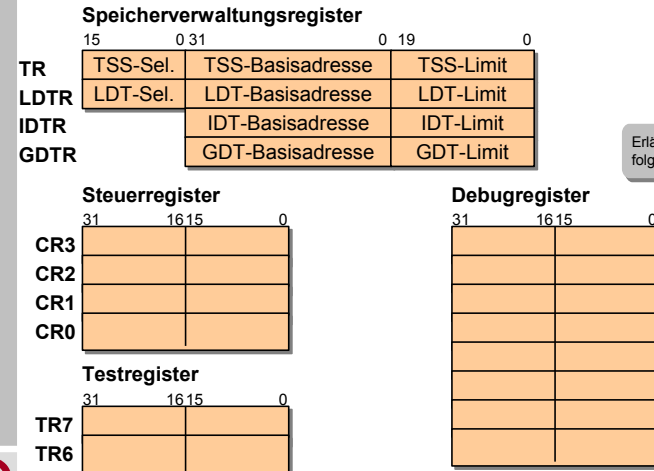 Speicherverwaltungsregister
15 0 31 0 19 0
TR TSS-Sel. TSS-Basisadresse TSS-Limit
LDTR LDT-Sel. LDT-Basisadresse LDT-Limit
IDTR IDT-Basisadresse IDT-Limit
GDTR GDT-Basisadresse GDT-Limit
Steuerregister
31 16 15 0
CR3
CR2
CR1
CR0
Testregister
31 16 15 0
TR7
TR6
Debugregister
31 16 15 0